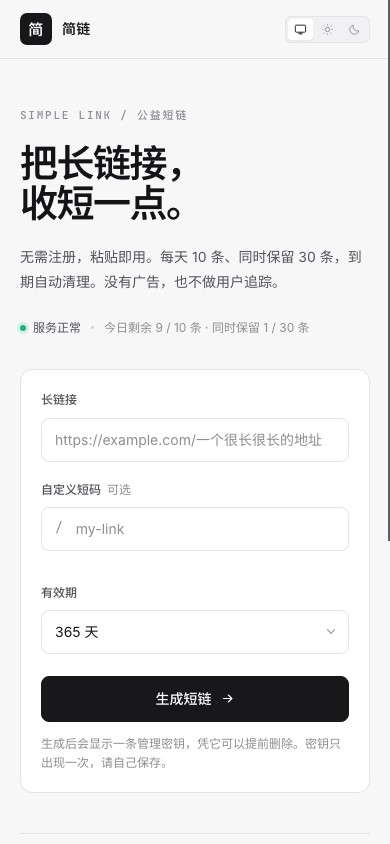 简 简链
SIMPLE LINK / 公益短链
把长链接，
收短一点。
无需注册，粘贴即用。每天 10 条、同时保留 30 条，到
期自动清理。没有广告，也不做用户追踪。
服务正常 · 今日剩余 9 / 10 条 · 同时保留 1 / 30 条
长链接
https://example.com/一个很长很长的地址
自定义短码 可选
/ my-link
有效期
365 天
生成短链 →
生成后会显示一条管理密钥，凭它可以提前删除。密钥只
出现一次，请自己保存。